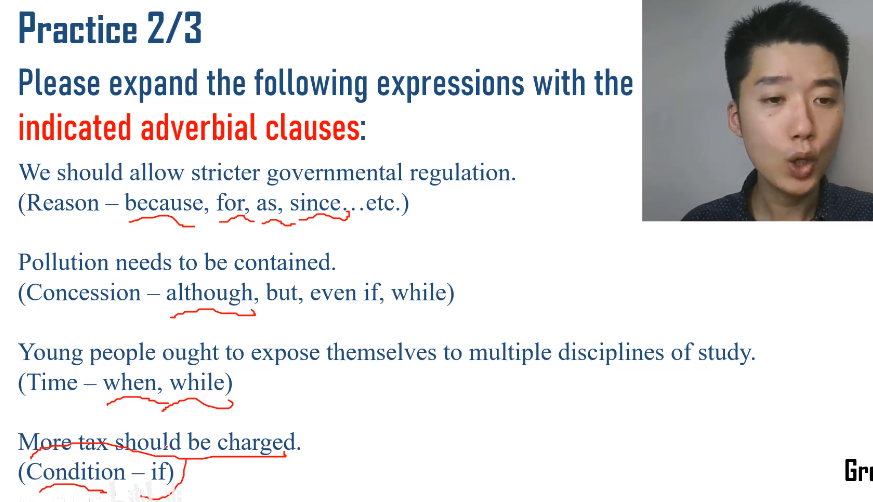 Practice 2/3
Please expand the following expressions with the
indicated adverbial clauses:
We should allow stricter governmental regulation.
(Reason – because, for, as, since…etc.)
Pollution needs to be contained.
(Concession – although, but, even if, while)
Young people ought to expose themselves to multiple disciplines of study.
(Time – when, while)
More tax should be charged.
(Condition – if)